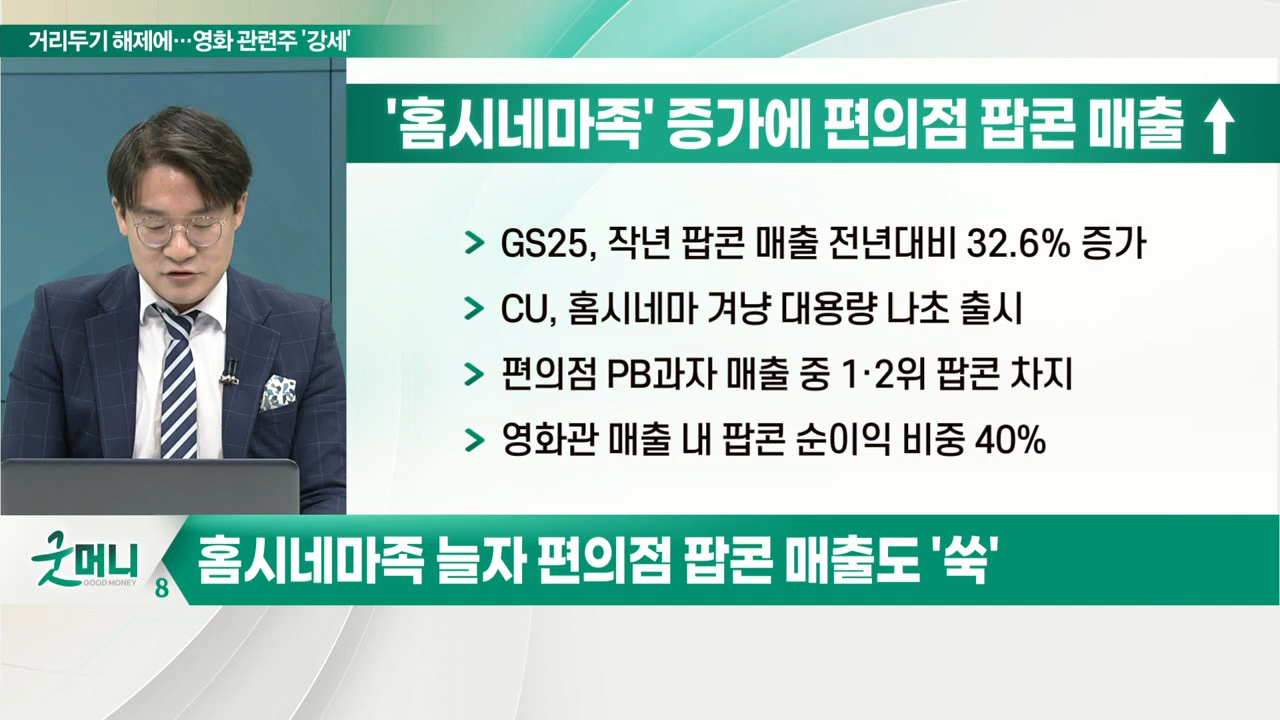 거리두기 해제에…영화 관련주 '강세'
'홈시네마족' 증가에 편의점 팝콘 매출 ↑
> GS25, 작년 팝콘 매출 전년대비 32.6% 증가
> CU, 홈시네마 겨냥 대용량 나초 출시
> 편의점 PB과자 매출 중 1·2위 팝콘 차지
> 영화관 매출 내 팝콘 순이익 비중 40%
굿머니
GOOD MONEY
8
홈시네마족 늘자 편의점 팝콘 매출도 '쑥'